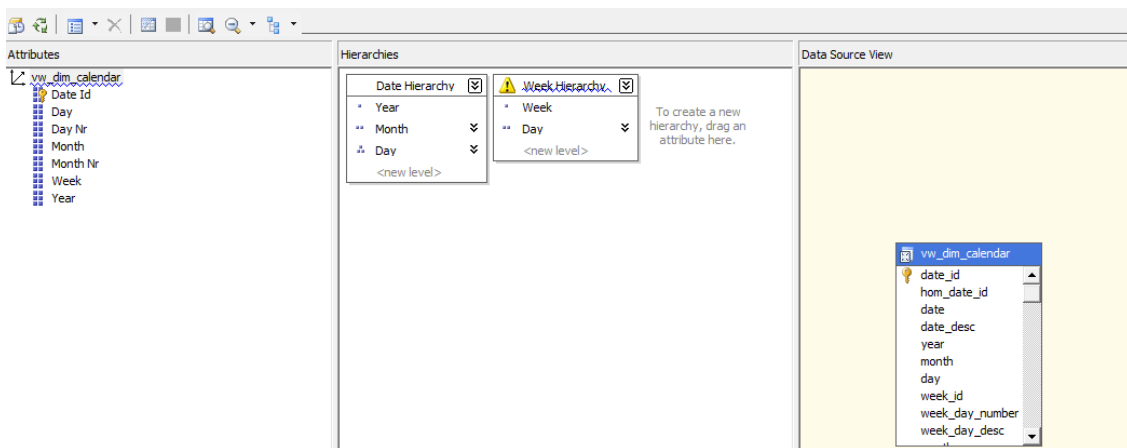 Attributes
vw_dim_calendar
Date Id
Day
Day Nr
Month
Month Nr
Week
Year
Hierarchies
Date Hierarchy
Year
Month
Day
<new level>
Week Hierarchy
Week
Day
<new level>
To create a new
hierarchy, drag an
attribute here.
Data Source View
vw_dim_calendar
date_id
hom_date_id
date
date_desc
year
month
day
week_id
week_day_number
week_day_desc